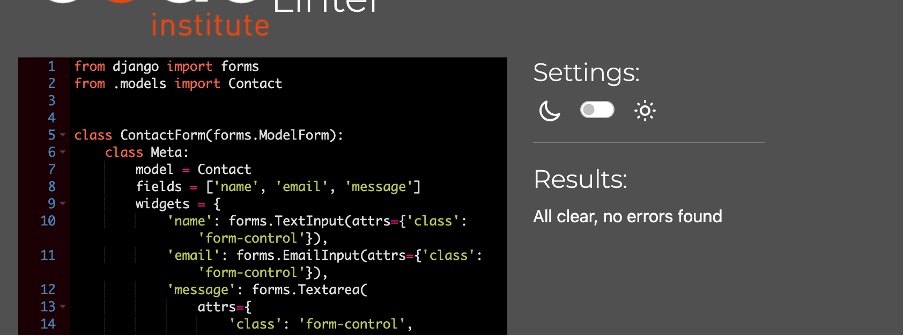 Linter
institute
1 from django import forms
2 from .models import Contact
3
4
5 class ContactForm(forms.ModelForm):
6 class Meta:
7 model = Contact
8 fields = ['name', 'email', 'message']
9 widgets = {
10 'name': forms.TextInput(attrs={'class':
'form-control'}),
11 'email': forms.EmailInput(attrs={'class':
'form-control'}),
12 'message': forms.Textarea(
13 attrs={
14 'class': 'form-control',
Settings:
Results:
All clear, no errors found